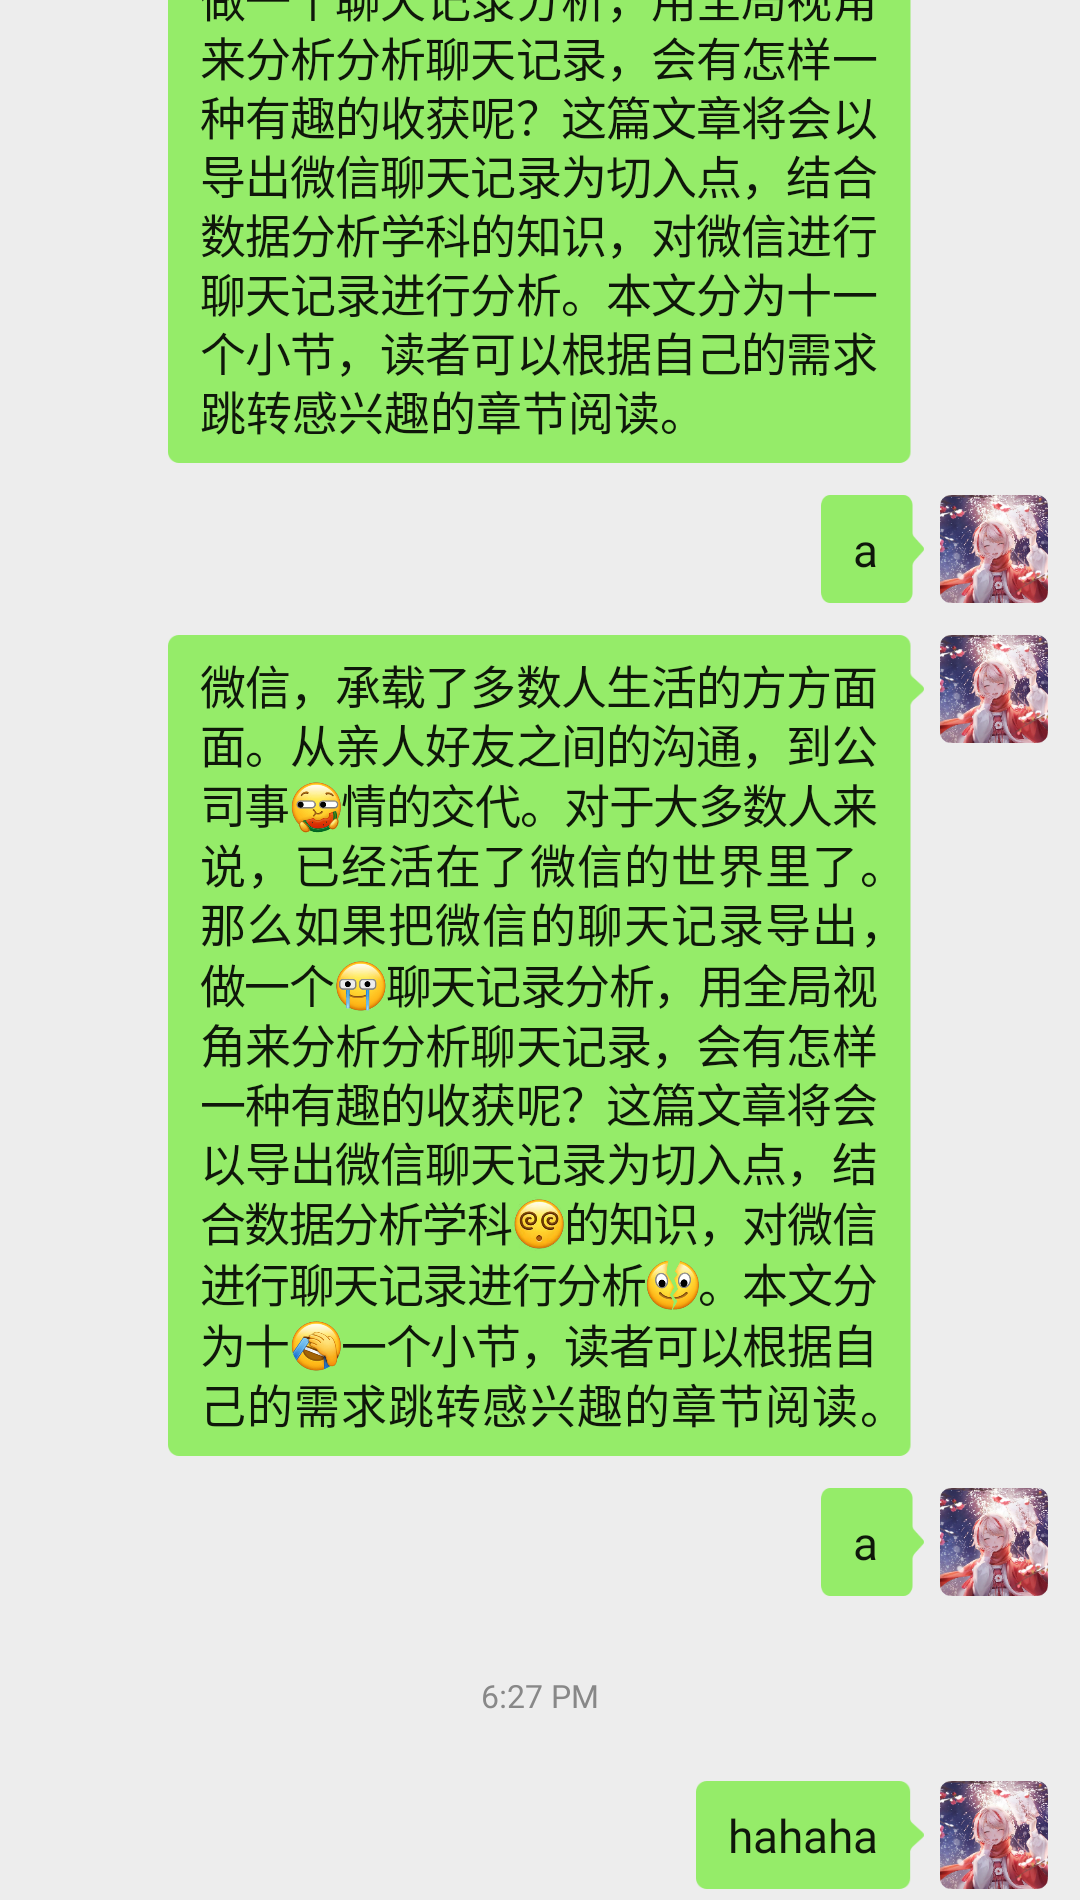 做一个聊天记录分析，用全局视角
来分析分析聊天记录，会有怎样一
种有趣的收获呢？这篇文章将会以
导出微信聊天记录为切入点，结合
数据分析学科的知识，对微信进行
聊天记录进行分析。本文分为十一
个小节，读者可以根据自己的需求
跳转感兴趣的章节阅读。
a
微信，承载了多数人生活的方方面
面。从亲人好友之间的沟通，到公
司事情的交代。对于大多数人来
说，已经活在了微信的世界里了。
那么如果把微信的聊天记录导出，
做一个聊天记录分析，用全局视
角来分析分析聊天记录，会有怎样
一种有趣的收获呢？这篇文章将会
以导出微信聊天记录为切入点，结
合数据分析学科的知识，对微信
进行聊天记录进行分析。本文分
为十一个小节，读者可以根据自
己的需求跳转感兴趣的章节阅读。
a
6:27 PM
hahaha